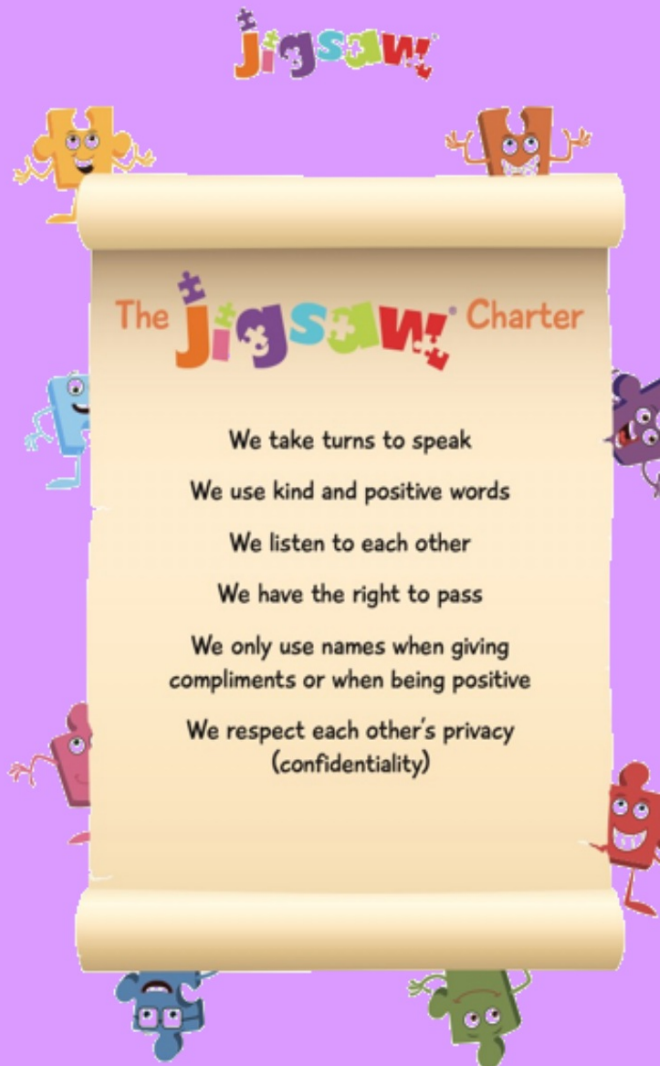 jigsaw
The jigsaw® Charter
We take turns to speak
We use kind and positive words
We listen to each other
We have the right to pass
We only use names when giving
compliments or when being positive
We respect each other's privacy
(confidentiality)